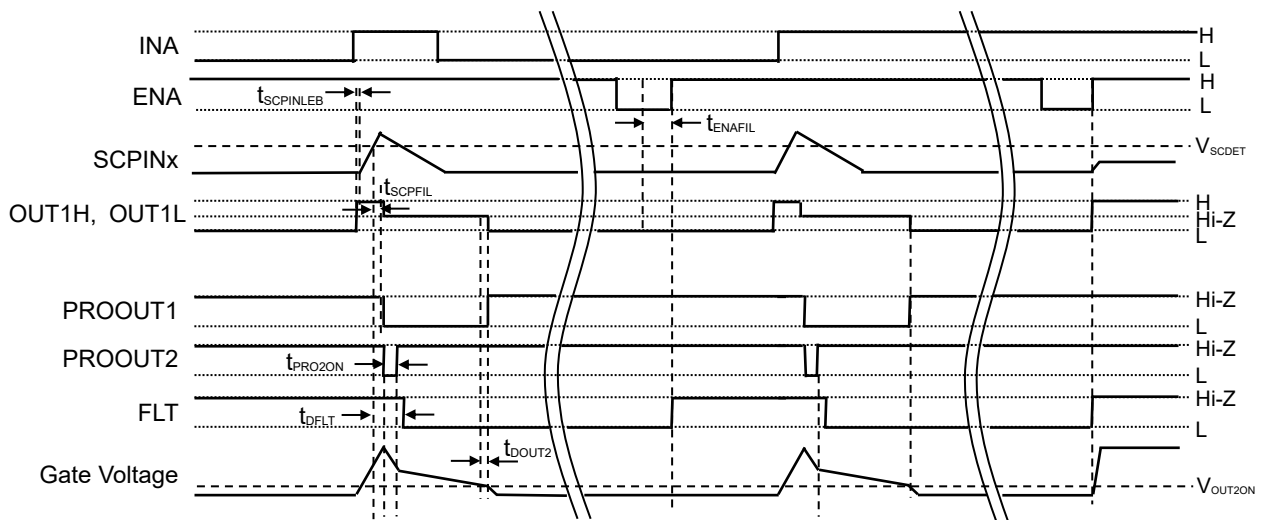 INA
H
L
ENA
H
L
tSCPINLEB
tENAFIL
SCPINx
VSCDET
tSCPFIL
OUT1H, OUT1L
H
Hi-Z
L
PROOUT1
Hi-Z
L
PROOUT2
Hi-Z
L
tPRO2ON
FLT
Hi-Z
L
tDFLT
tDOUT2
Gate Voltage
VOUT2ON